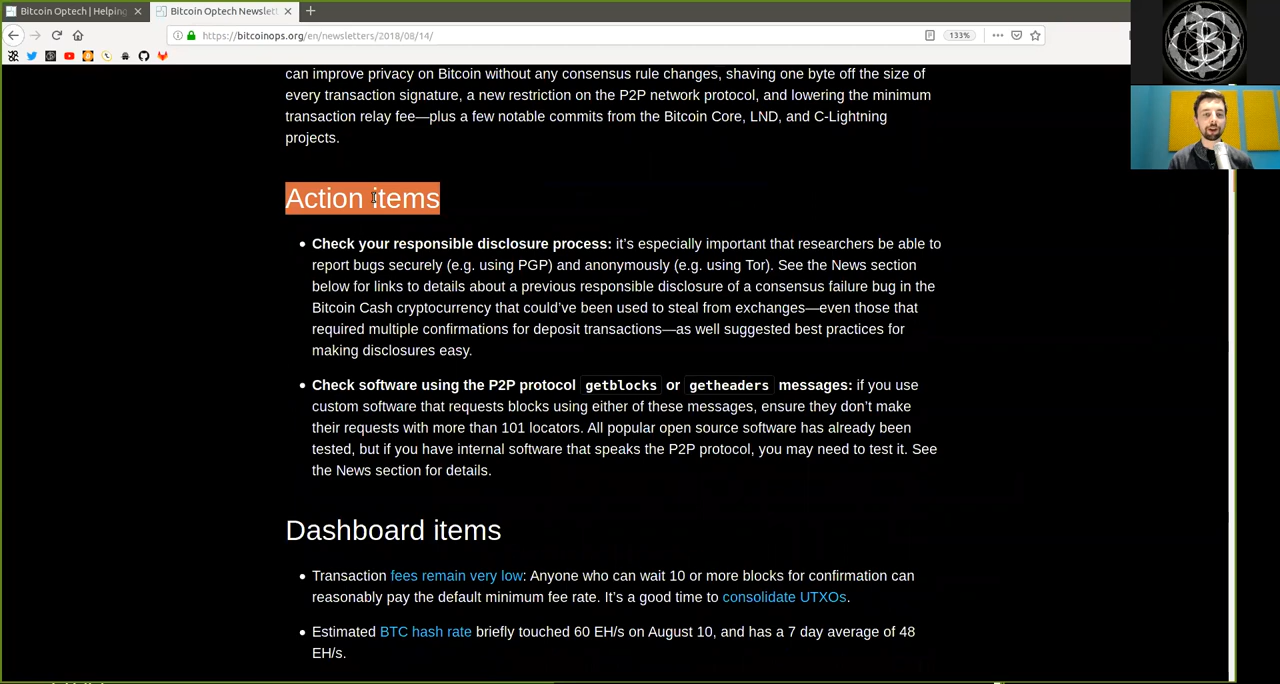 Bitcoin Optech | Helping
Bitcoin Optech Newslett
https://bitcoinops.org/en/newsletters/2018/08/14/
133%
can improve privacy on Bitcoin without any consensus rule changes, shaving one byte off the size of
every transaction signature, a new restriction on the P2P network protocol, and lowering the minimum
transaction relay fee—plus a few notable commits from the Bitcoin Core, LND, and C-Lightning
projects.
Action items
• Check your responsible disclosure process: it’s especially important that researchers be able to
report bugs securely (e.g. using PGP) and anonymously (e.g. using Tor). See the News section
below for links to details about a previous responsible disclosure of a consensus failure bug in the
Bitcoin Cash cryptocurrency that could’ve been used to steal from exchanges—even those that
required multiple confirmations for deposit transactions—as well suggested best practices for
making disclosures easy.
• Check software using the P2P protocol getblocks or getheaders messages: if you use
custom software that requests blocks using either of these messages, ensure they don’t make
their requests with more than 101 locators. All popular open source software has already been
tested, but if you have internal software that speaks the P2P protocol, you may need to test it. See
the News section for details.
Dashboard items
• Transaction fees remain very low: Anyone who can wait 10 or more blocks for confirmation can
reasonably pay the default minimum fee rate. It’s a good time to consolidate UTXOs.
• Estimated BTC hash rate briefly touched 60 EH/s on August 10, and has a 7 day average of 48
EH/s.